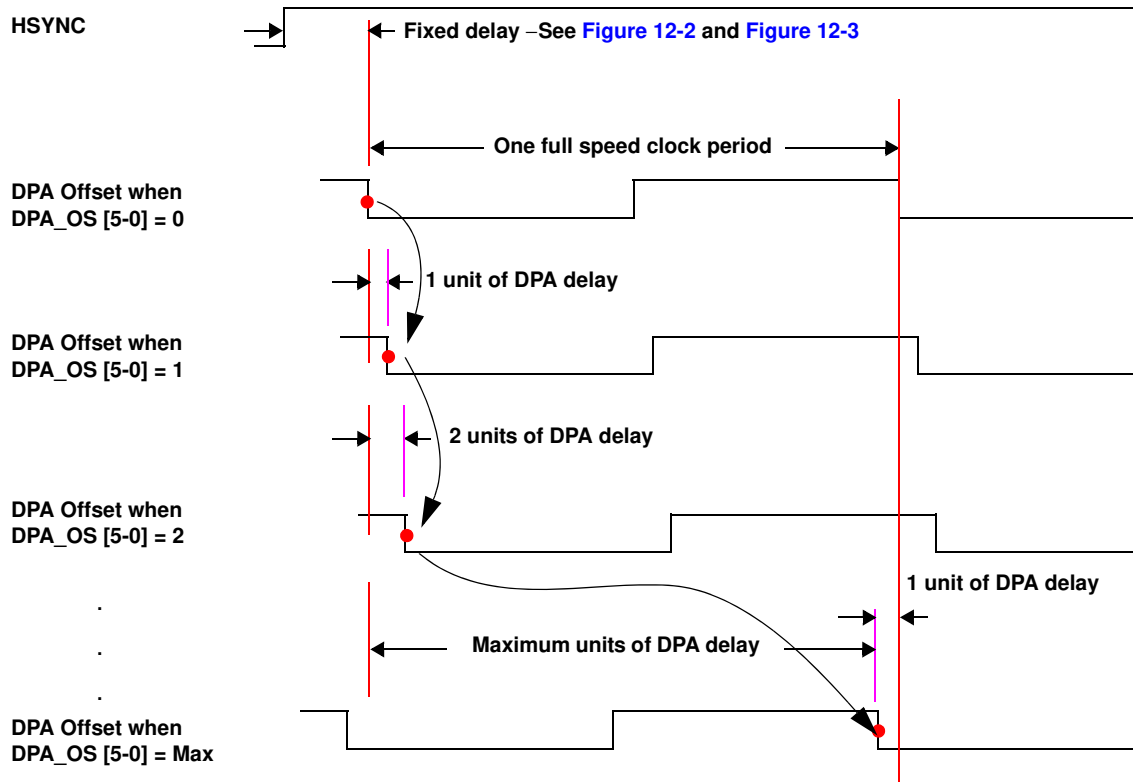 HSYNC
Fixed delay –See Figure 12-2 and Figure 12-3
One full speed clock period
DPA Offset when
DPA_OS [5-0] = 0
1 unit of DPA delay
DPA Offset when
DPA_OS [5-0] = 1
2 units of DPA delay
DPA Offset when
DPA_OS [5-0] = 2
1 unit of DPA delay
.
.
Maximum units of DPA delay
.
DPA Offset when
DPA_OS [5-0] = Max